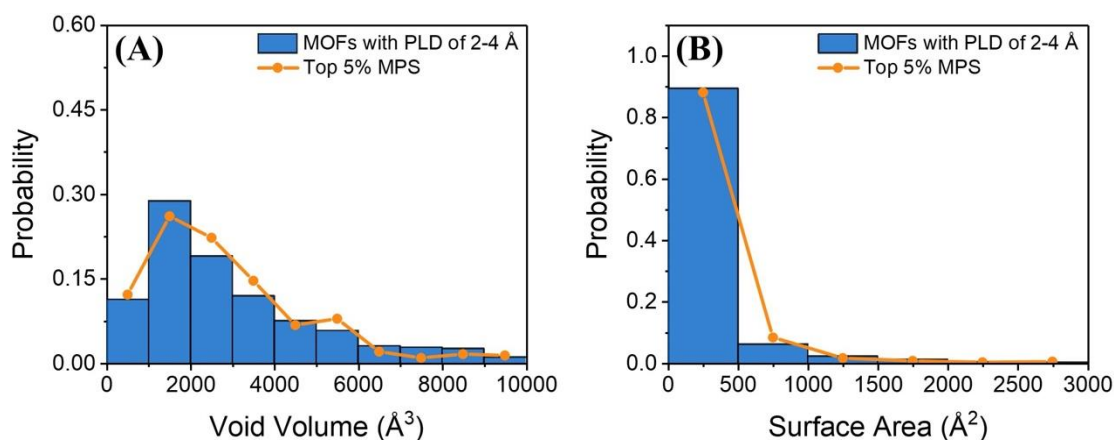 (A)
MOFs with PLD of 2-4 Å
Top 5% MPS
Probability
0.60
0.45
0.30
0.15
0.00
0 2000 4000 6000 8000 10000
Void Volume (Å³)
(B)
MOFs with PLD of 2-4 Å
Top 5% MPS
Probability
1.0
0.8
0.6
0.4
0.2
0.0
0 500 1000 1500 2000 2500 3000
Surface Area (Å²)